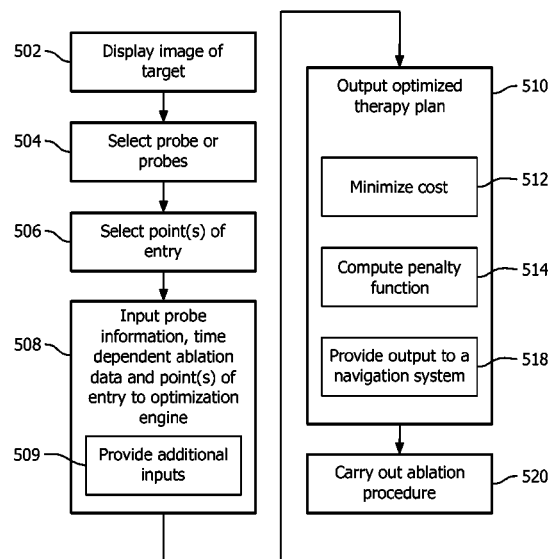 502
Display image of
target
504
Select probe or
probes
506
Select point(s) of
entry
508
Input probe
information, time
dependent ablation
data and point(s) of
entry to optimization
engine
509
Provide additional
inputs
Output optimized
therapy plan
510
Minimize cost
512
Compute penalty
function
514
Provide output to a
navigation system
518
Carry out ablation
procedure
520